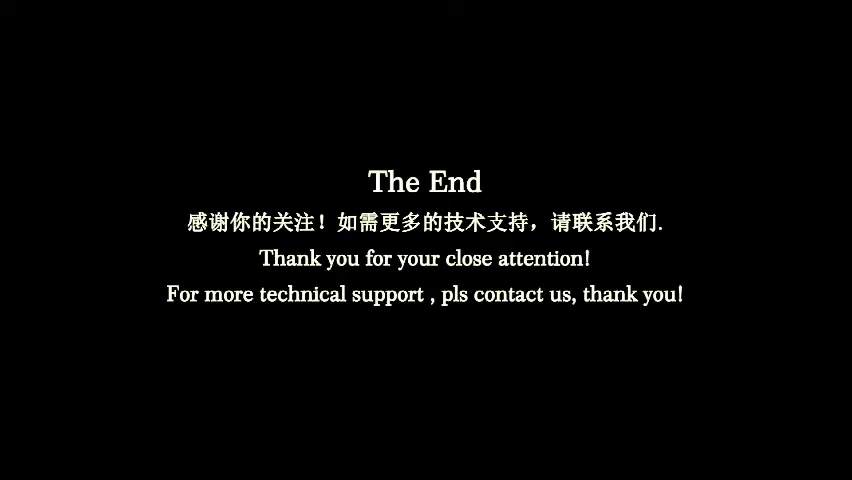 The End
感谢你的关注！如需更多的技术支持，请联系我们.
Thank you for your close attention!
For more technical support , pls contact us, thank you!